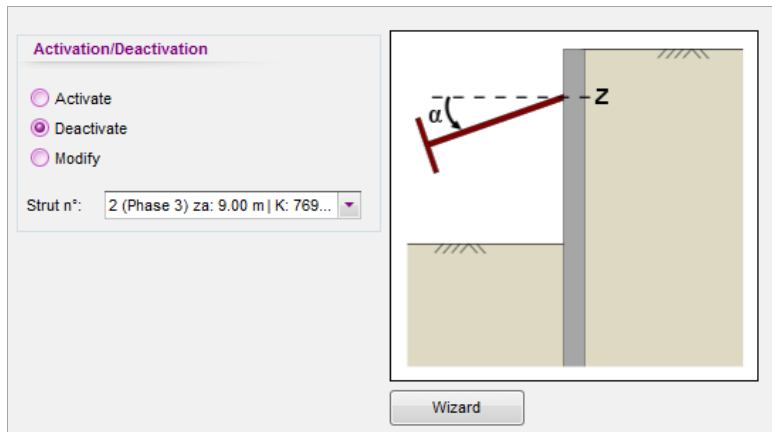 Activation/Deactivation
Activate
Deactivate
Modify
Strut n°: 2 (Phase 3) za: 9.00 m | K: 769...
α
Z
Wizard